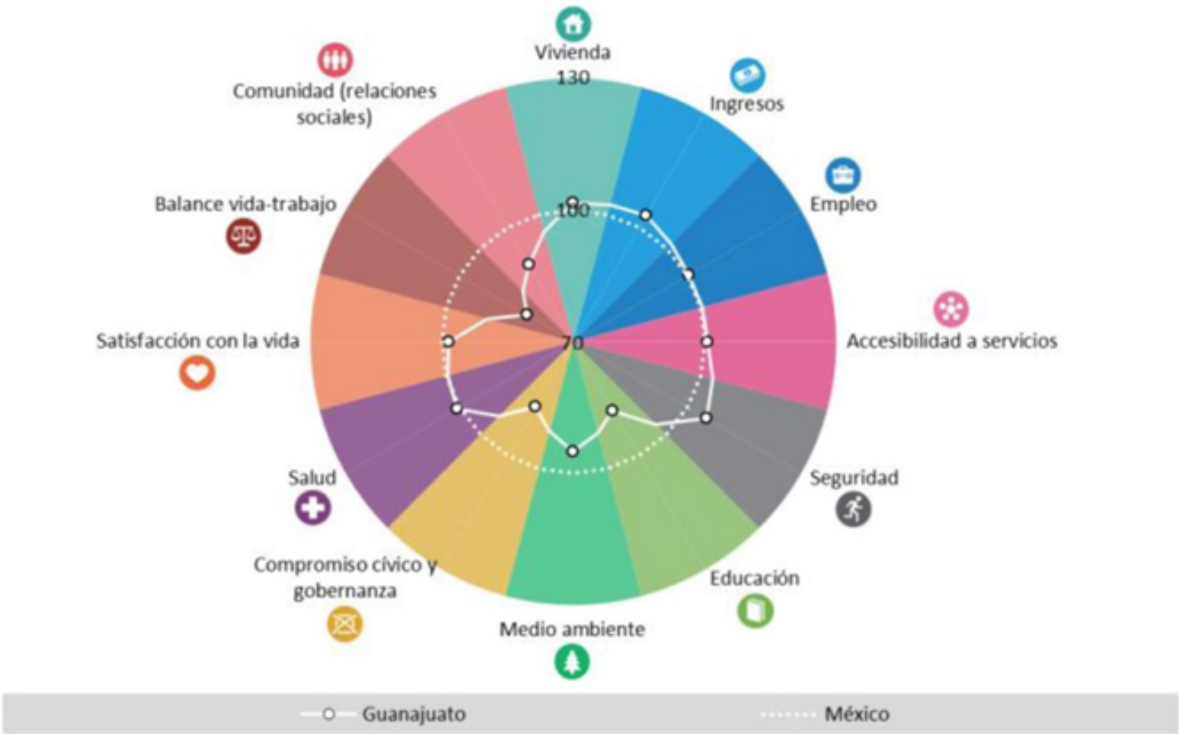 Vivienda
130
Ingresos
Empleo
Accesibilidad a servicios
Seguridad
Educación
Medio ambiente
Compromiso cívico y
gobernanza
Salud
Satisfacción con la vida
Balance vida-trabajo
Comunidad (relaciones
sociales)
100
70
Guanajuato
México